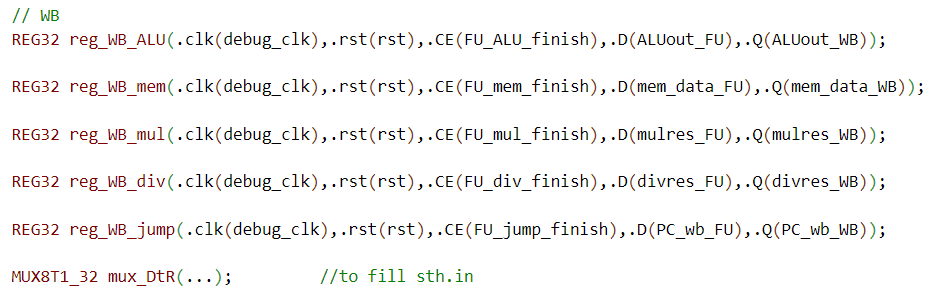 // WB
REG32 reg_WB_ALU(.clk(debug_clk),.rst(rst),.CE(FU_ALU_finish),.D(ALUout_FU),.Q(ALUout_WB));
REG32 reg_WB_mem(.clk(debug_clk),.rst(rst),.CE(FU_mem_finish),.D(mem_data_FU),.Q(mem_data_WB));
REG32 reg_WB_mul(.clk(debug_clk),.rst(rst),.CE(FU_mul_finish),.D(mulres_FU),.Q(mulres_WB));
REG32 reg_WB_div(.clk(debug_clk),.rst(rst),.CE(FU_div_finish),.D(divres_FU),.Q(divres_WB));
REG32 reg_WB_jump(.clk(debug_clk),.rst(rst),.CE(FU_jump_finish),.D(PC_wb_FU),.Q(PC_wb_WB));
MUX8T1_32 mux_DtR(...);        //to fill sth.in